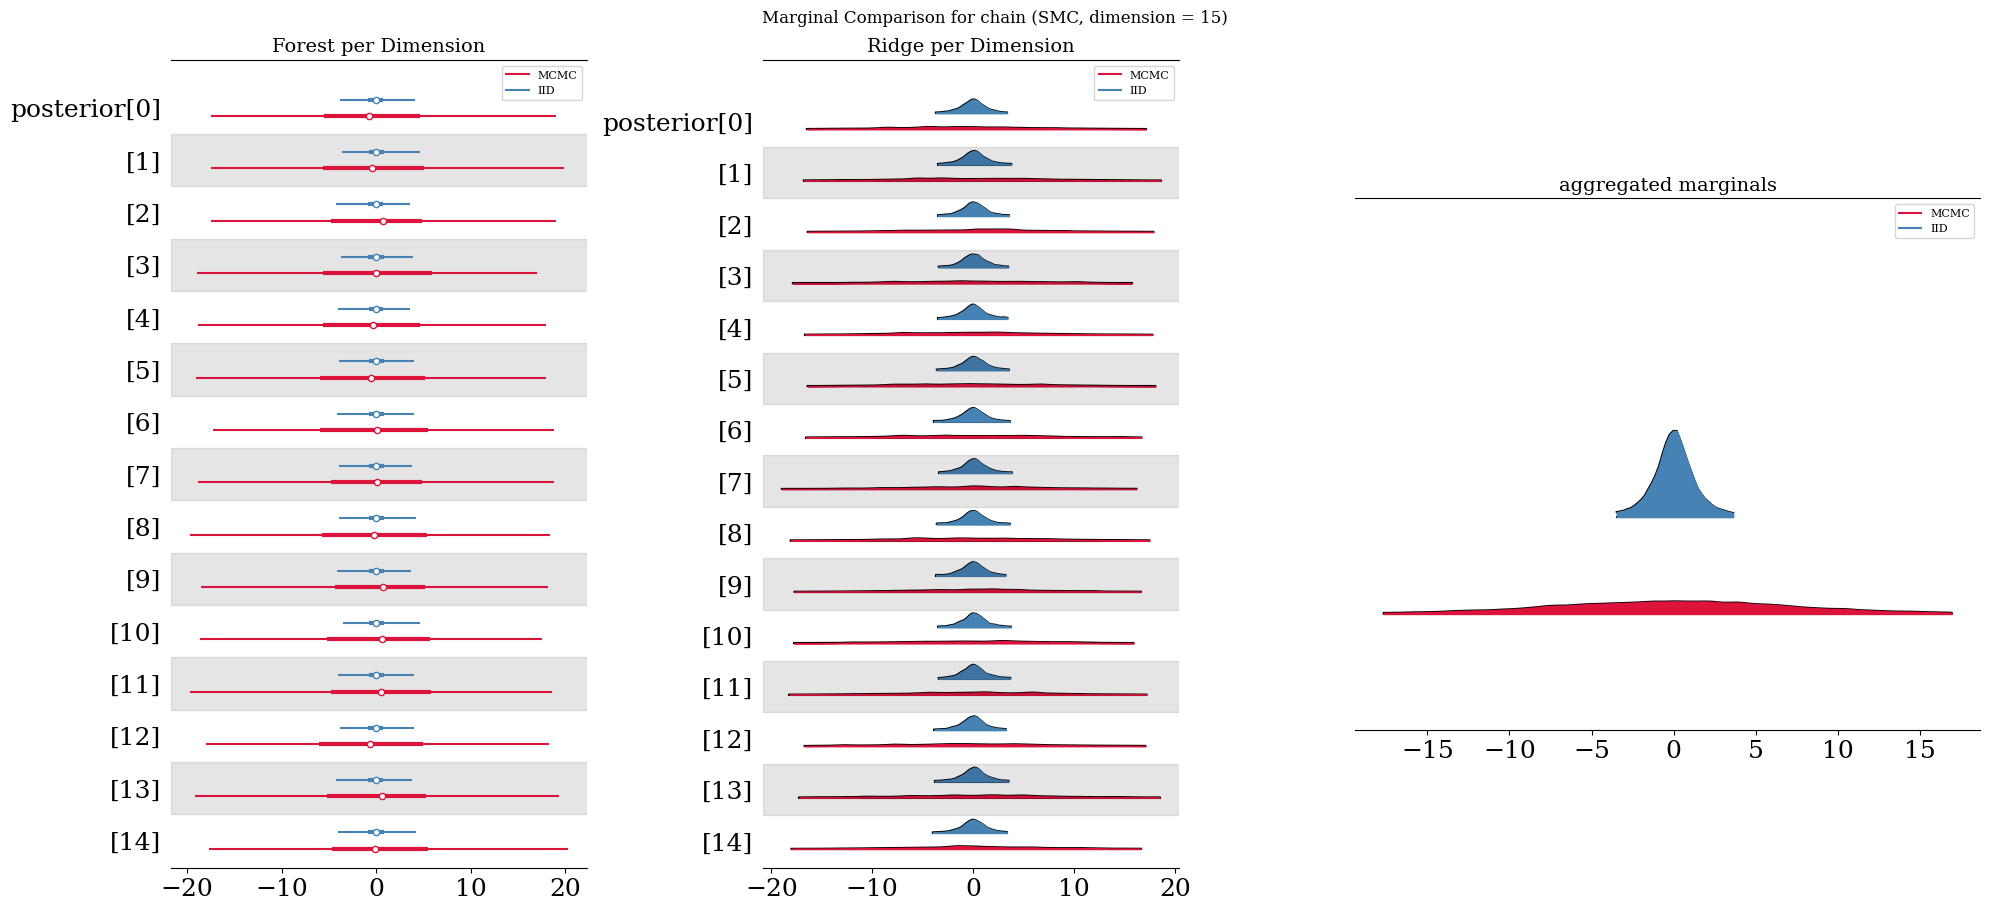 Marginal Comparison for chain (SMC, dimension = 15)
Forest per Dimension
MCMC
IID
posterior[0]
[1]
[2]
[3]
[4]
[5]
[6]
[7]
[8]
[9]
[10]
[11]
[12]
[13]
[14]
−20 −10 0 10 20
Ridge per Dimension
MCMC
IID
posterior[0]
[1]
[2]
[3]
[4]
[5]
[6]
[7]
[8]
[9]
[10]
[11]
[12]
[13]
[14]
−20 −10 0 10 20
aggregated marginals
MCMC
IID
−15 −10 −5 0 5 10 15